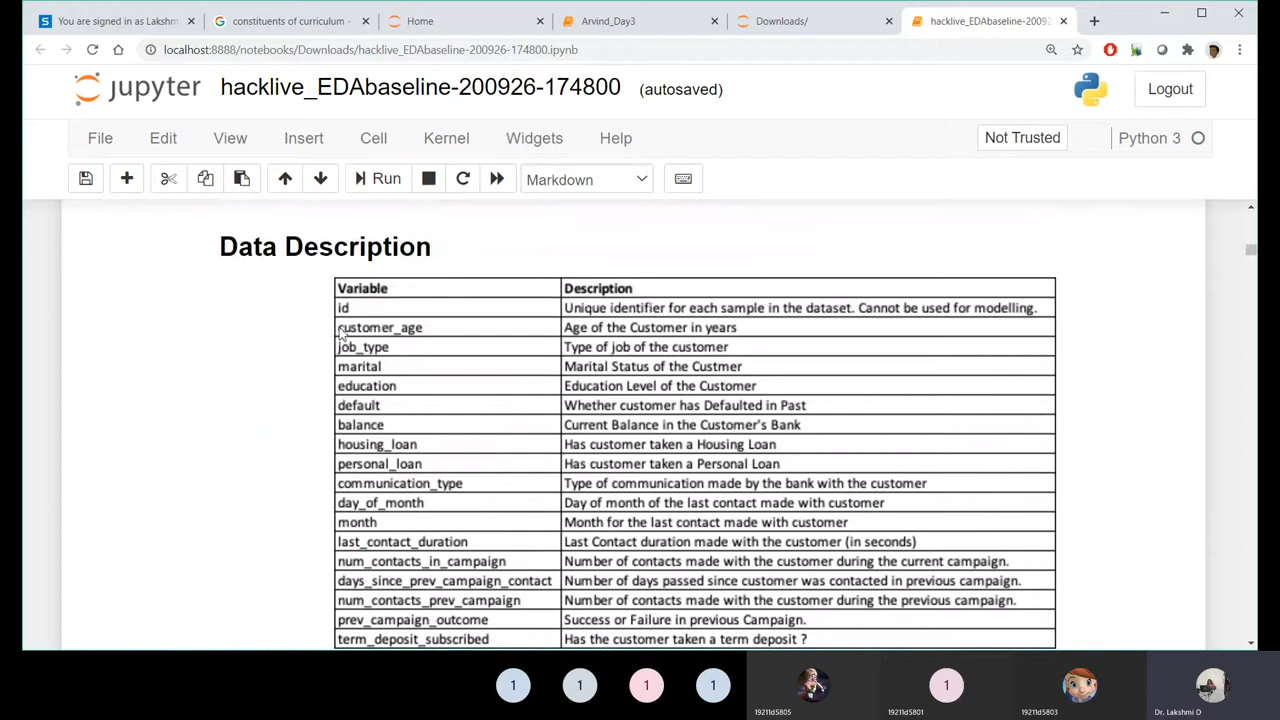 You are signed in as Lakshm
constituents of curriculum -
Home
Arvind_Day3
Downloads/
hacklive_EDAbaseline-20092
localhost:8888/notebooks/Downloads/hacklive_EDAbaseline-200926-174800.ipynb
jupyter hacklive_EDAbaseline-200926-174800 (autosaved)
Logout
File Edit View Insert Cell Kernel Widgets Help
Not Trusted
Python 3
Run
Markdown
Data Description
Variable Description
id Unique identifier for each sample in the dataset. Cannot be used for modelling.
customer_age Age of the Customer in years
job_type Type of job of the customer
marital Marital Status of the Custmer
education Education Level of the Customer
default Whether customer has Defaulted in Past
balance Current Balance in the Customer's Bank
housing_loan Has customer taken a Housing Loan
personal_loan Has customer taken a Personal Loan
communication_type Type of communication made by the bank with the customer
day_of_month Day of month of the last contact made with customer
month Month for the last contact made with customer
last_contact_duration Last Contact duration made with the customer (in seconds)
num_contacts_in_campaign Number of contacts made with the customer during the current campaign.
days_since_prev_campaign_contact Number of days passed since customer was contacted in previous campaign.
num_contacts_prev_campaign Number of contacts made with the customer during the previous campaign.
prev_campaign_outcome Success or Failure in previous Campaign.
term_deposit_subscribed Has the customer taken a term deposit ?
1 1 1 1 1
19211d5805
19211d5801
19211d5803
Dr. Lakshmi D